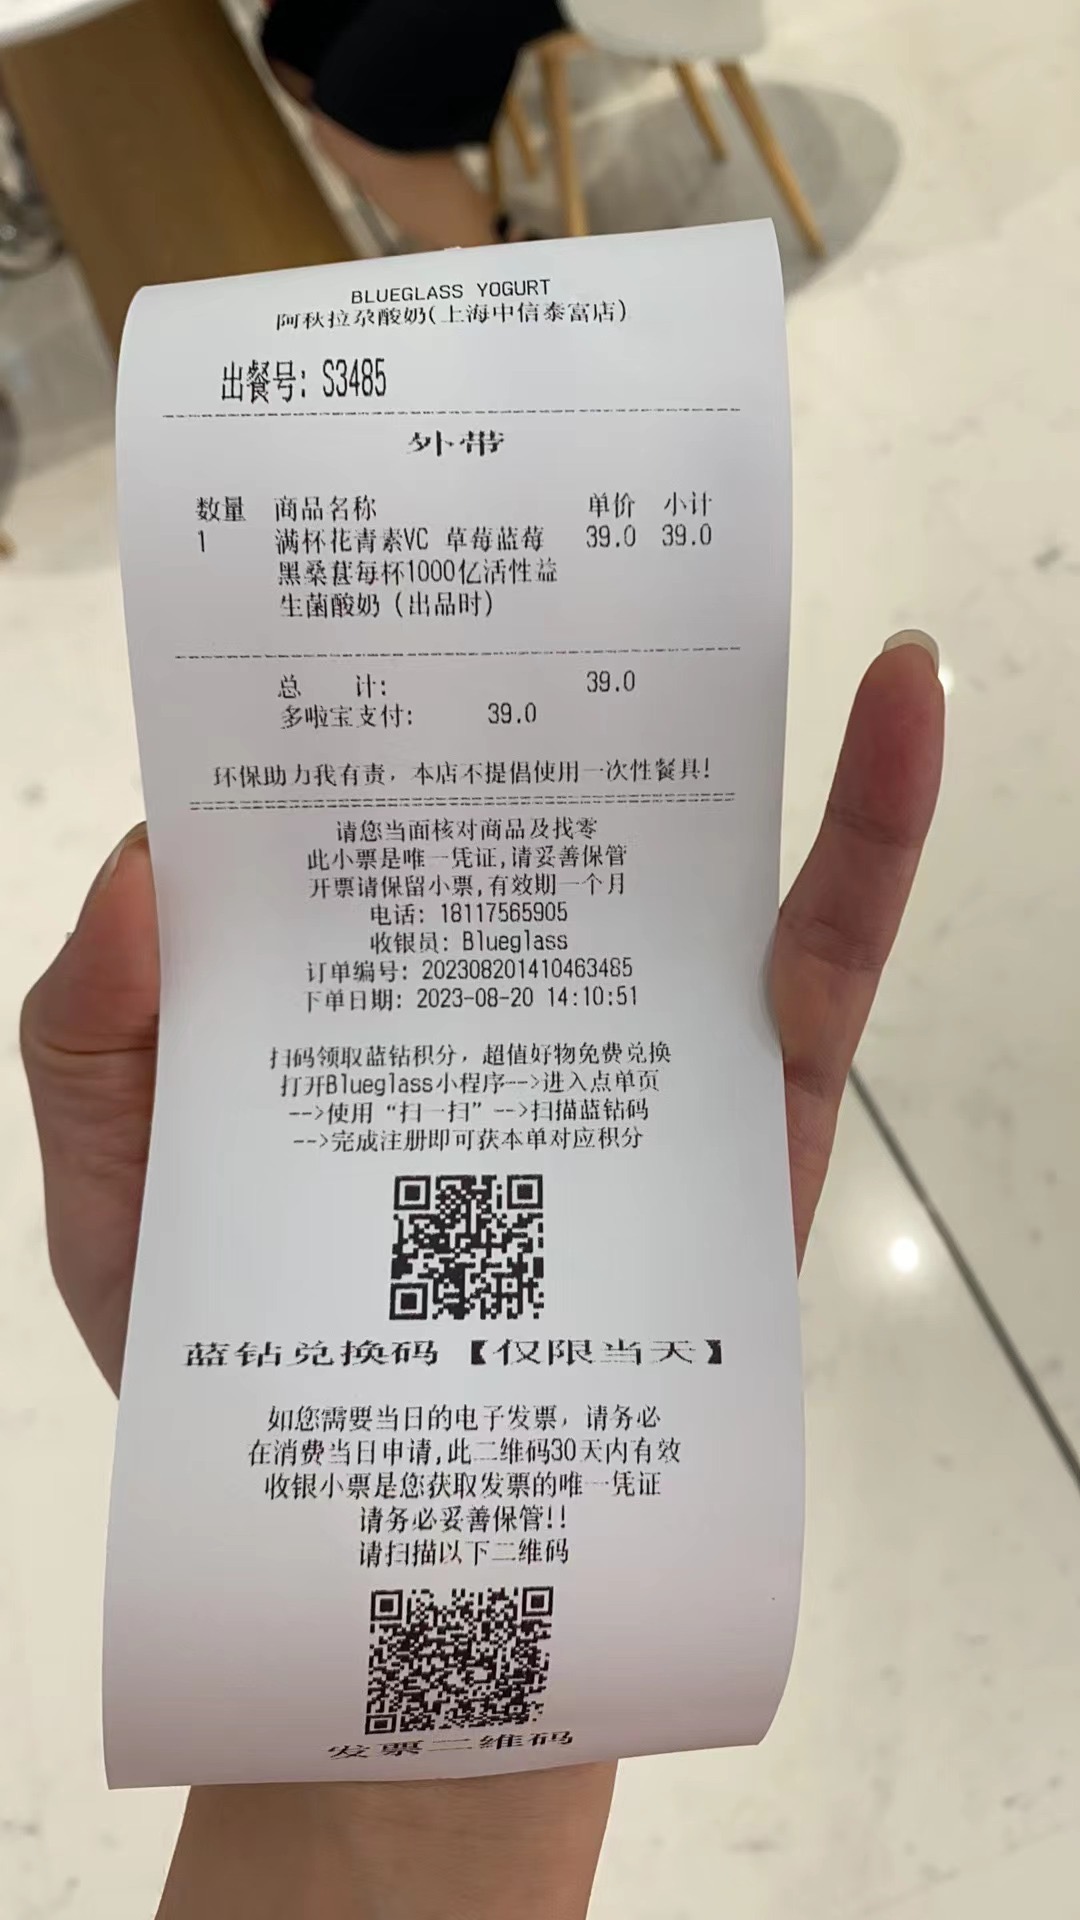 BLUEGLASS YOGURT
阿秋拉尕酸奶(上海中信泰富店)
出餐号: S3485
外带
数量 商品名称 单价 小计
1 满杯花青素VC 草莓蓝莓 39.0 39.0
黑桑葚每杯1000亿活性益
生菌酸奶（出品时）
总 计: 39.0
多啦宝支付: 39.0
环保助力我有责，本店不提倡使用一次性餐具!
请您当面核对商品及找零
此小票是唯一凭证,请妥善保管
开票请保留小票,有效期一个月
电话: 18117565905
收银员: Blueglass
订单编号: 202308201410463485
下单日期: 2023-08-20 14:10:51
扫码领取蓝钻积分，超值好物免费兑换
打开Blueglass小程序-->进入点单页
-->使用“扫一扫”-->扫描蓝钻码
-->完成注册即可获本单对应积分
蓝钻兑换码【仅限当天】
如您需要当日的电子发票，请务必
在消费当日申请,此二维码30天内有效
收银小票是您获取发票的唯一凭证
请务必妥善保管!!
请扫描以下二维码
发票二维码